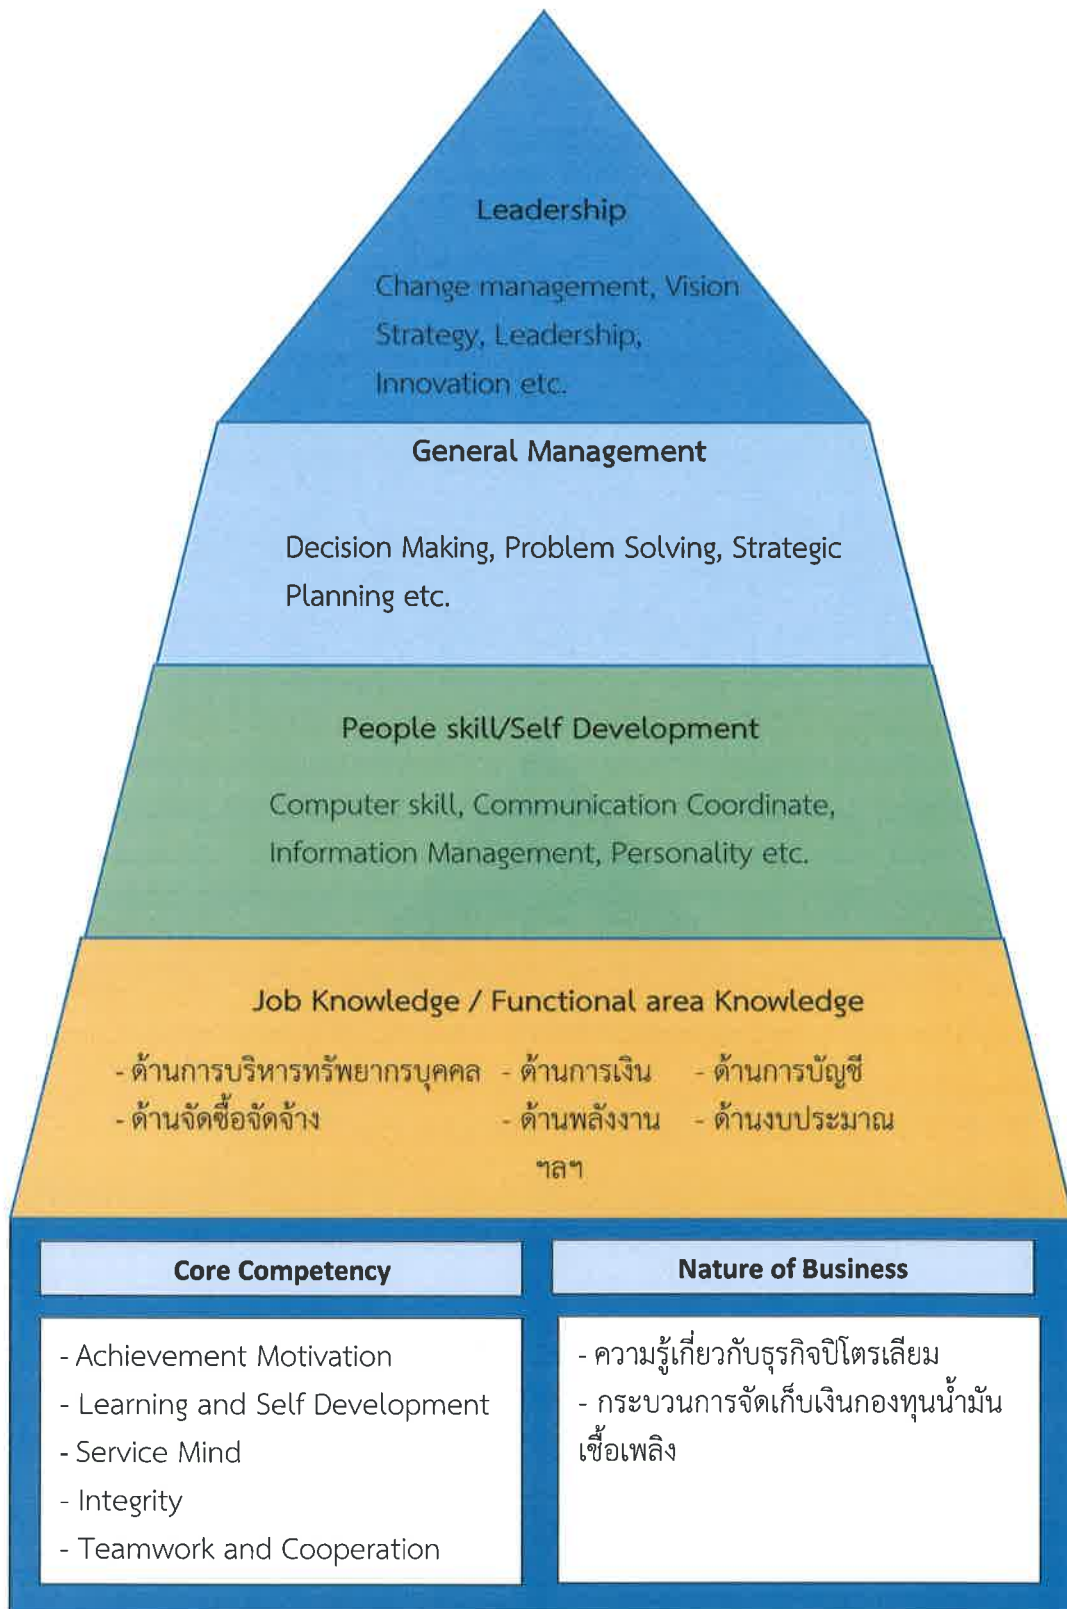 Leadership
Change management, Vision
Strategy, Leadership,
Innovation etc.
General Management
Decision Making, Problem Solving, Strategic
Planning etc.
People skill/Self Development
Computer skill, Communication Coordinate,
Information Management, Personality etc.
Job Knowledge / Functional area Knowledge
- ด้านการบริหารทรัพยากรบุคคล - ด้านการเงิน - ด้านการบัญชี
- ด้านจัดซื้อจัดจ้าง - ด้านพลังงาน - ด้านงบประมาณ
ฯลฯ
Core Competency
- Achievement Motivation
- Learning and Self Development
- Service Mind
- Integrity
- Teamwork and Cooperation
Nature of Business
- ความรู้เกี่ยวกับธุรกิจปิโตรเลียม
- กระบวนการจัดเก็บเงินกองทุนน้ำมัน
เชื้อเพลิง